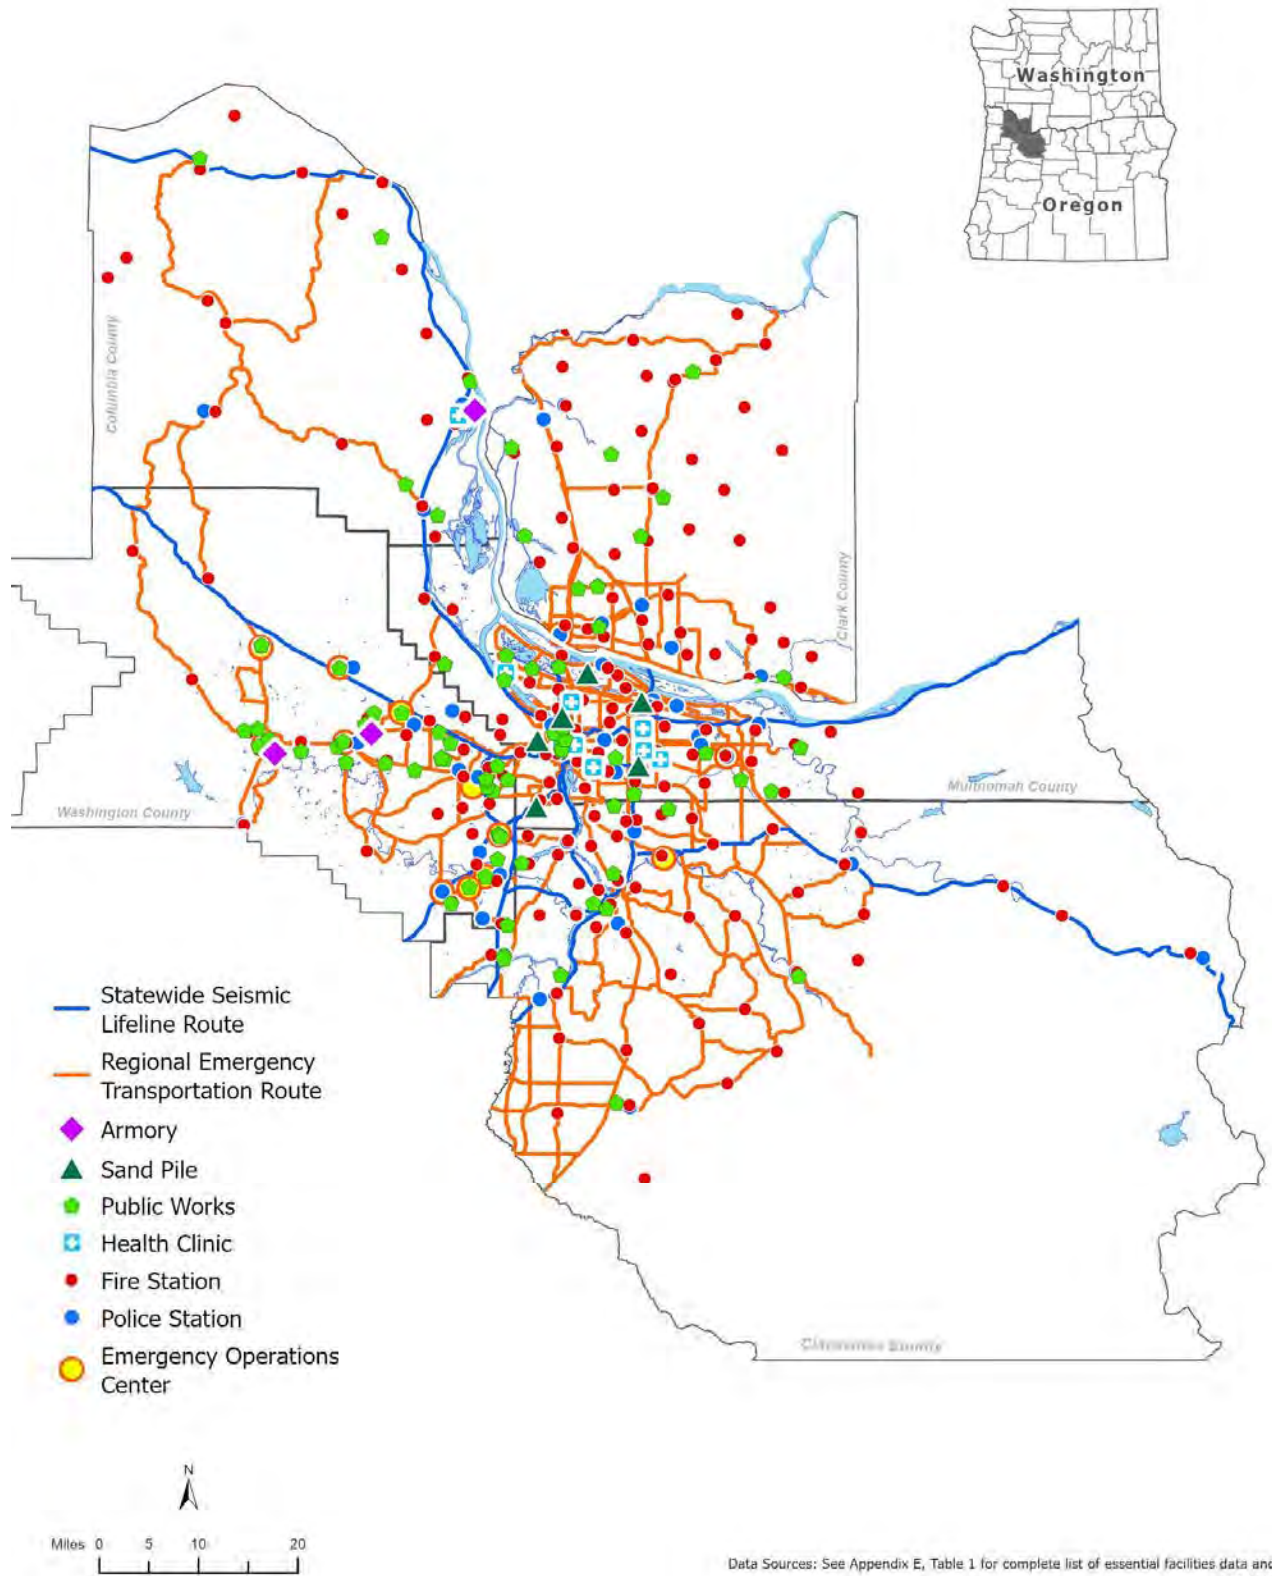 Washington
Oregon
Columbia County
Clark County
Washington County
Multnomah County
Clackamas County
Statewide Seismic
Lifeline Route
Regional Emergency
Transportation Route
Armory
Sand Pile
Public Works
Health Clinic
Fire Station
Police Station
Emergency Operations
Center
N
Miles 0 5 10 20
Data Sources: See Appendix E, Table 1 for complete list of essential facilities data and